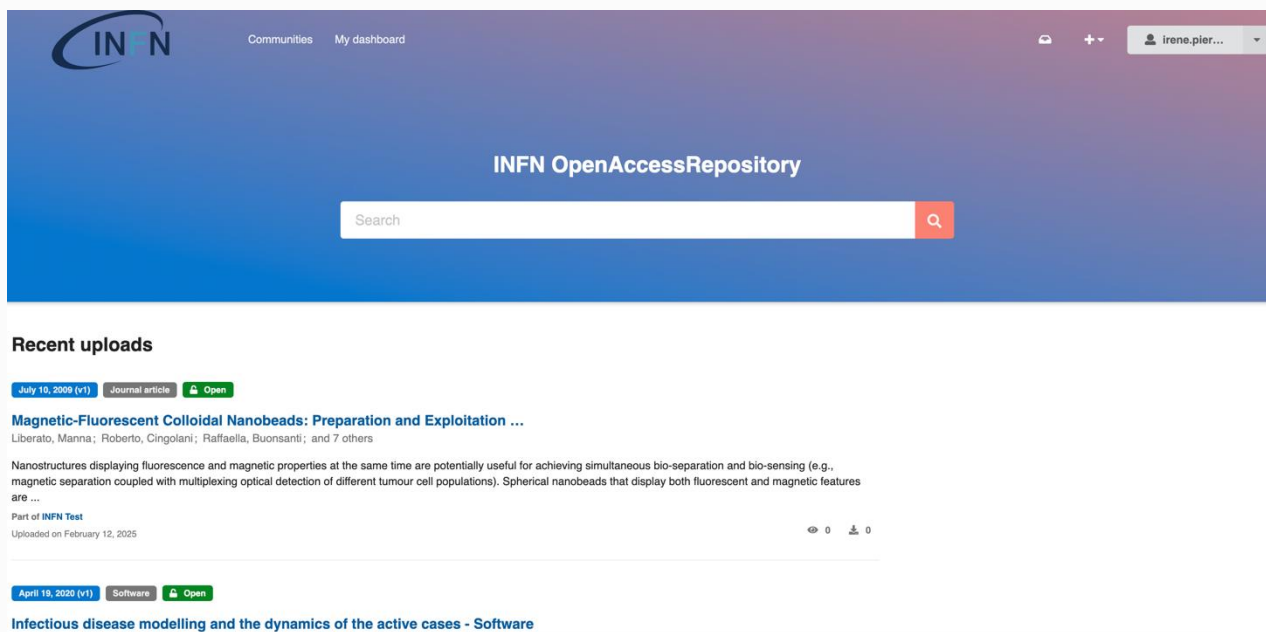 INFN
Communities My dashboard
irene.pier...
INFN OpenAccessRepository
Search
Recent uploads
July 10, 2009 (v1) Journal article Open
Magnetic-Fluorescent Colloidal Nanobeads: Preparation and Exploitation ...
Liberato, Manna; Roberto, Cingolani; Raffaella, Buonsanti; and 7 others
Nanostructures displaying fluorescence and magnetic properties at the same time are potentially useful for achieving simultaneous bio-separation and bio-sensing (e.g.,
magnetic separation coupled with multiplexing optical detection of different tumour cell populations). Spherical nanobeads that display both fluorescent and magnetic features
are ...
Part of INFN Test
Uploaded on February 12, 2025 0 0
April 19, 2020 (v1) Software Open
Infectious disease modelling and the dynamics of the active cases - Software